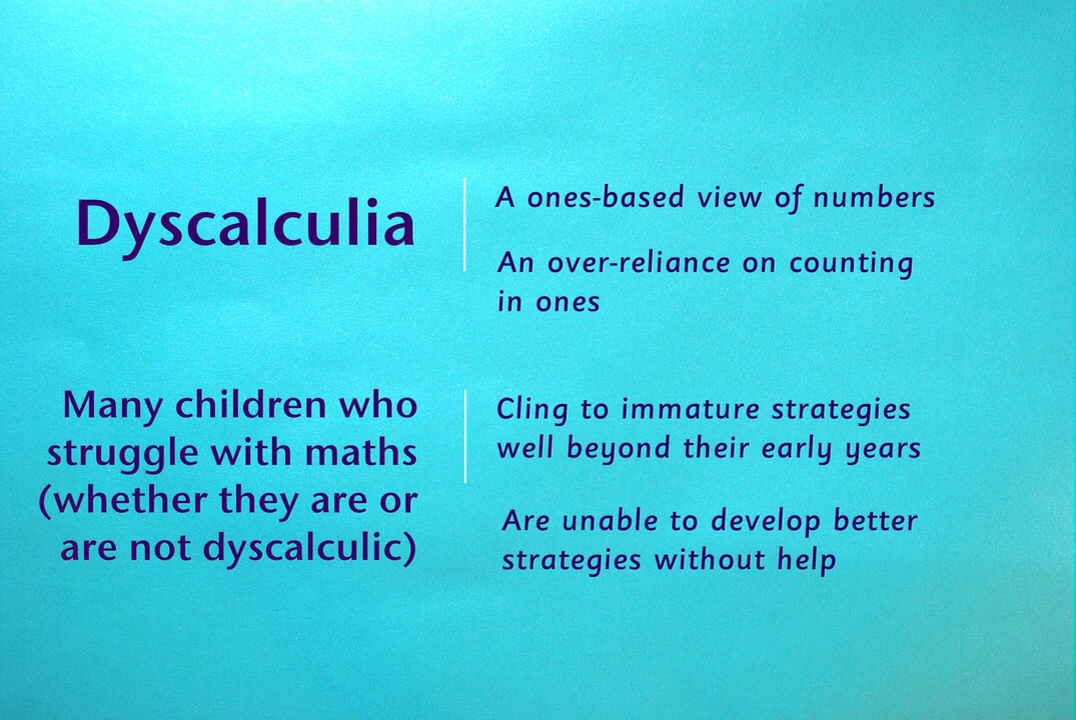 Dyscalculia
A ones-based view of numbers
An over-reliance on counting
in ones
Many children who
struggle with maths
(whether they are or
are not dyscalculic)
Cling to immature strategies
well beyond their early years
Are unable to develop better
strategies without help